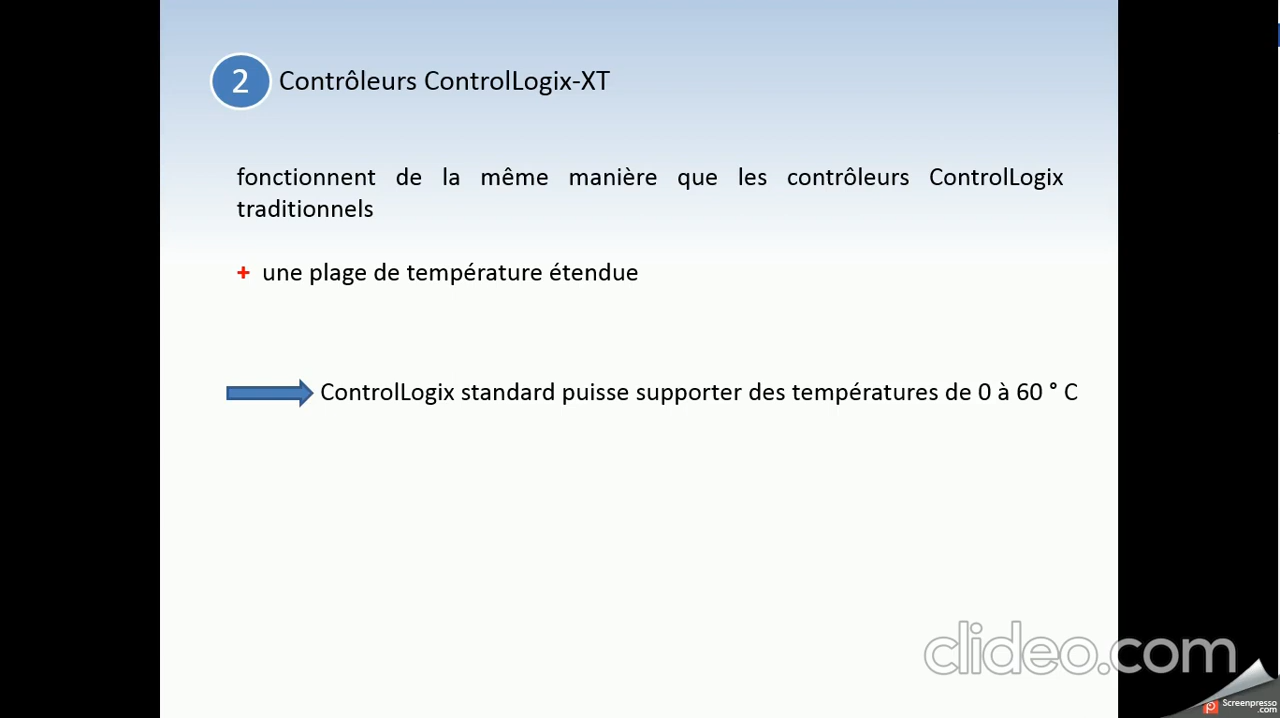 2 Contrôleurs ControlLogix-XT
fonctionnent de la même manière que les contrôleurs ControlLogix
traditionnels
+ une plage de température étendue
ControlLogix standard puisse supporter des températures de 0 à 60 ° C
clideo.com
Screenpresso
.com